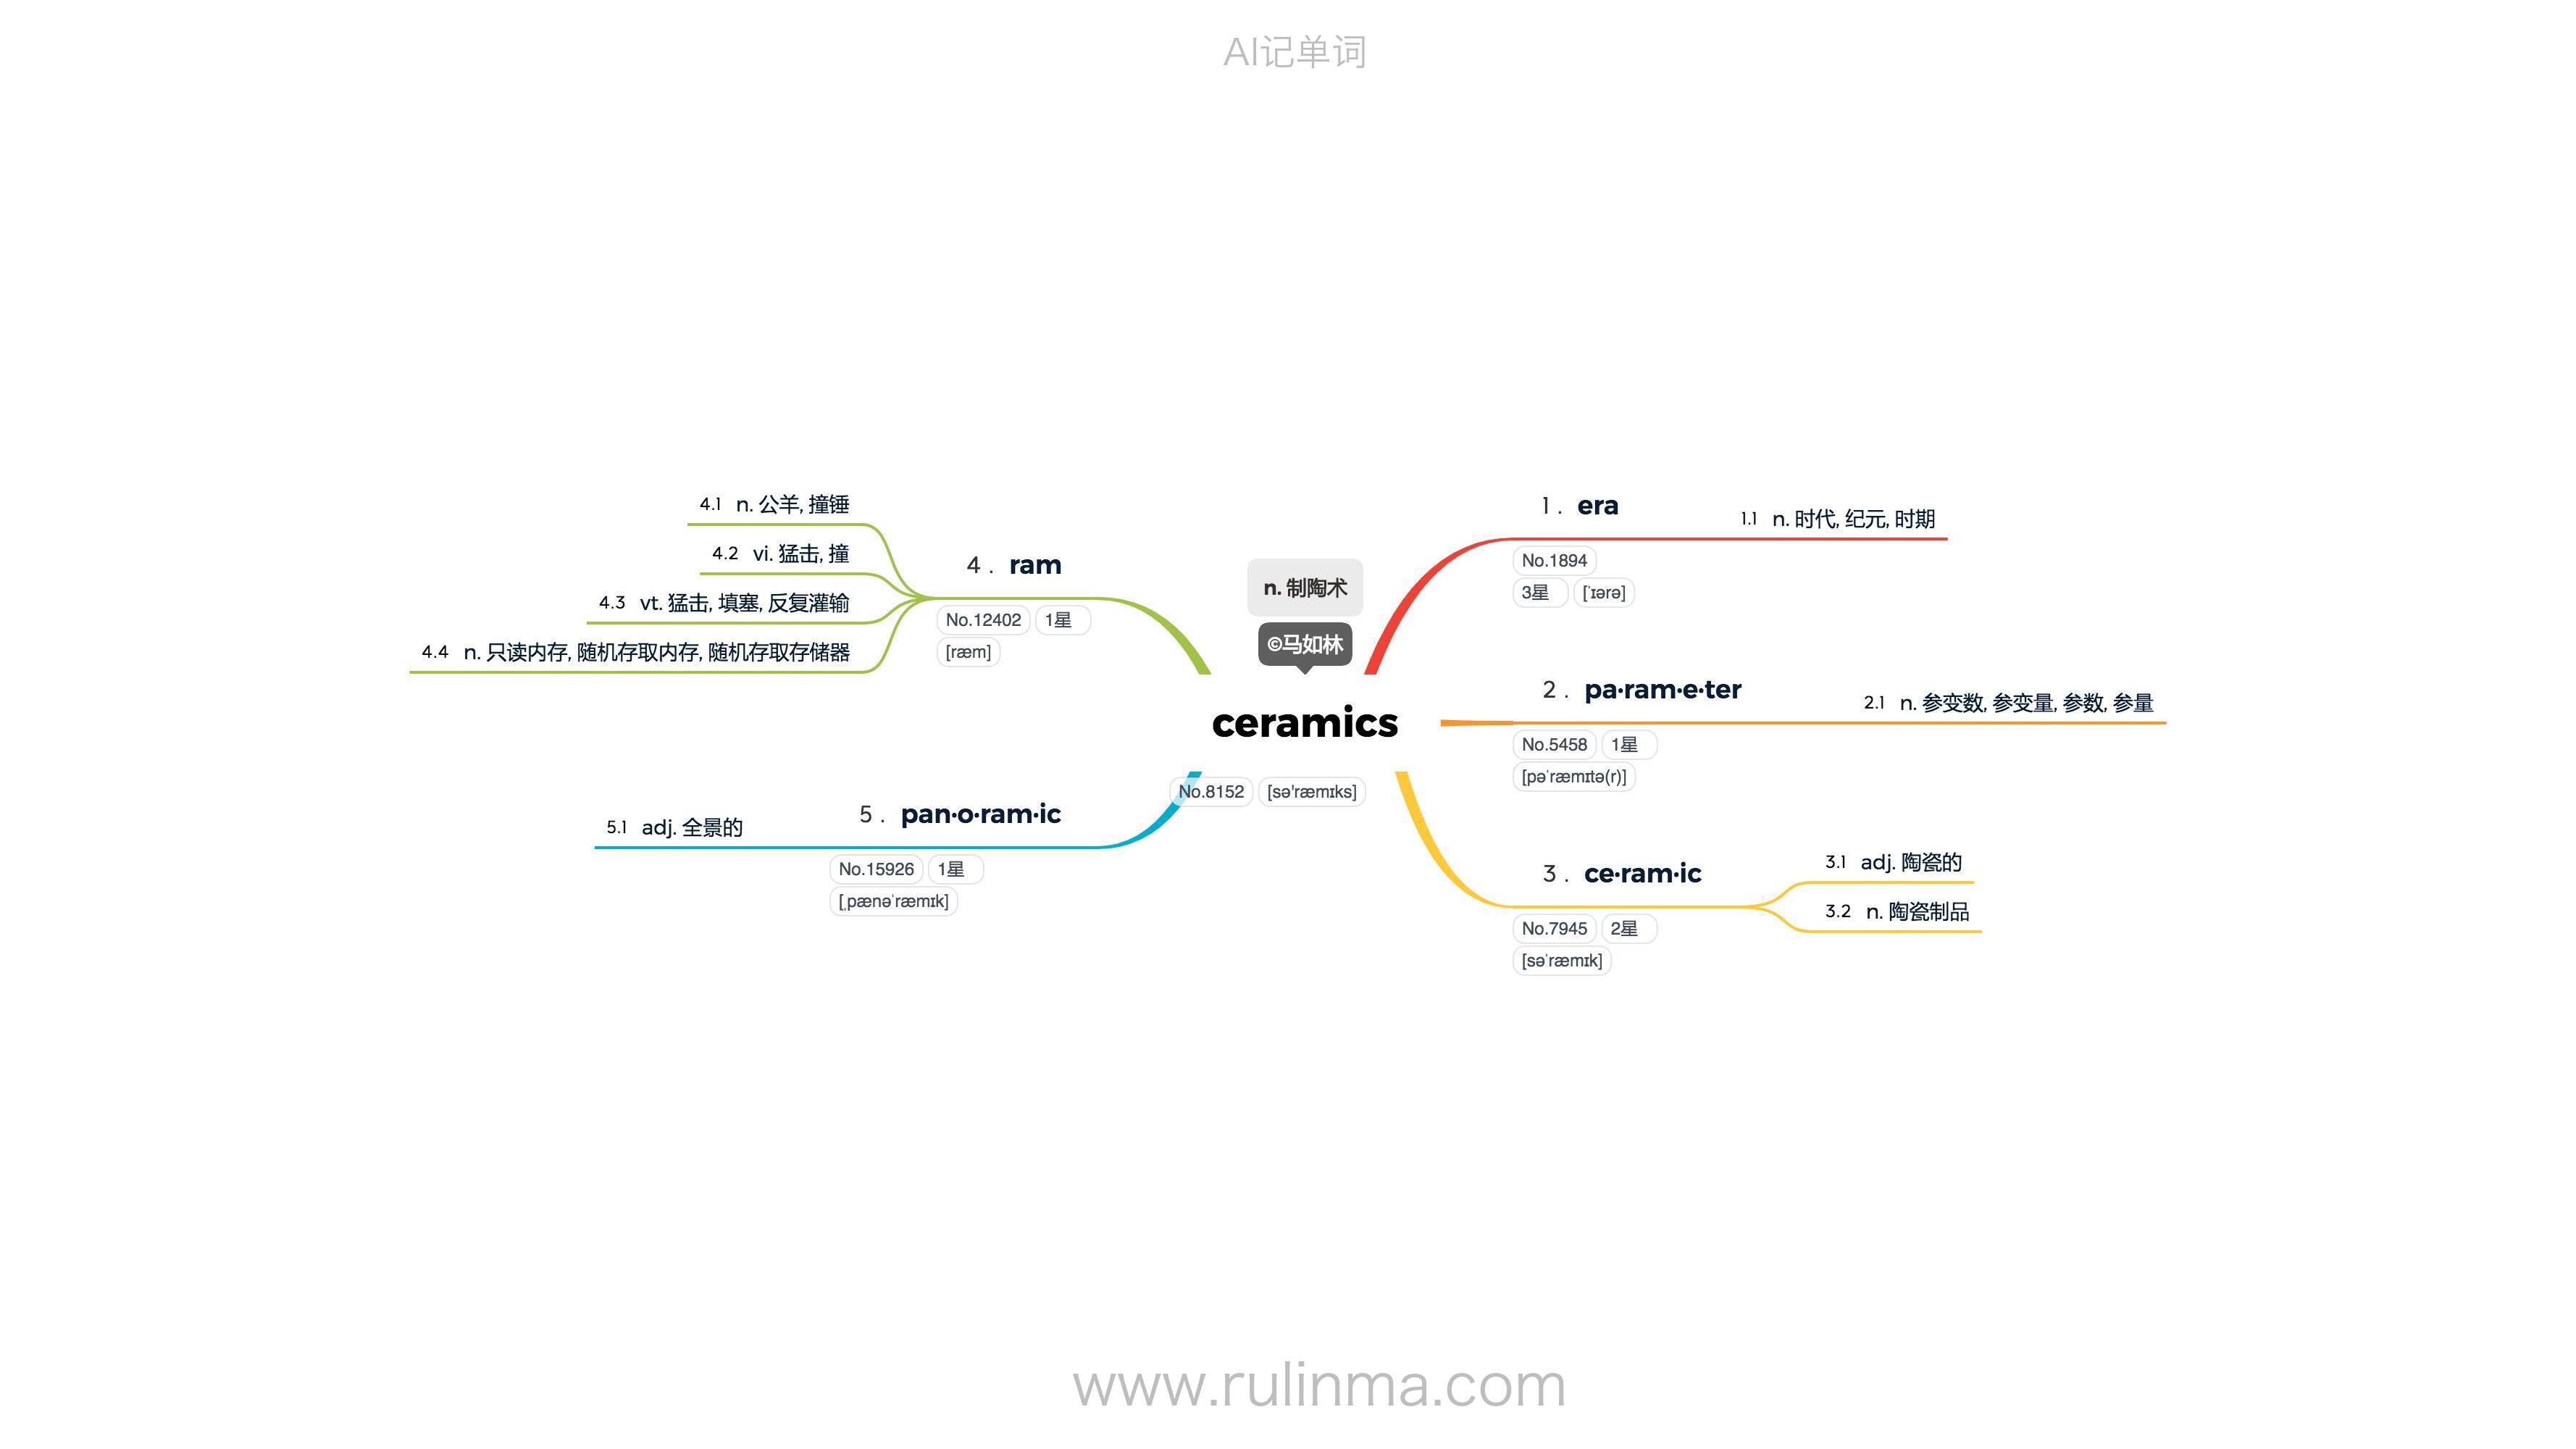 AI记单词
n. 制陶术
©马如林
ceramics
No.8152 [sə'ræmɪks]
1 . era
No.1894
3星 [ˈɪərə]
1.1 n. 时代, 纪元, 时期
2 . pa·ram·e·ter
No.5458 1星
[pəˈræmɪtə(r)]
2.1 n. 参变数, 参变量, 参数, 参量
3 . ce·ram·ic
No.7945 2星
[səˈræmɪk]
3.1 adj. 陶瓷的
3.2 n. 陶瓷制品
4 . ram
No.12402 1星
[ræm]
4.1 n. 公羊, 撞锤
4.2 vi. 猛击, 撞
4.3 vt. 猛击, 填塞, 反复灌输
4.4 n. 只读内存, 随机存取内存, 随机存取存储器
5 . pan·o·ram·ic
No.15926 1星
[ˌpænəˈræmɪk]
5.1 adj. 全景的
www.rulinma.com